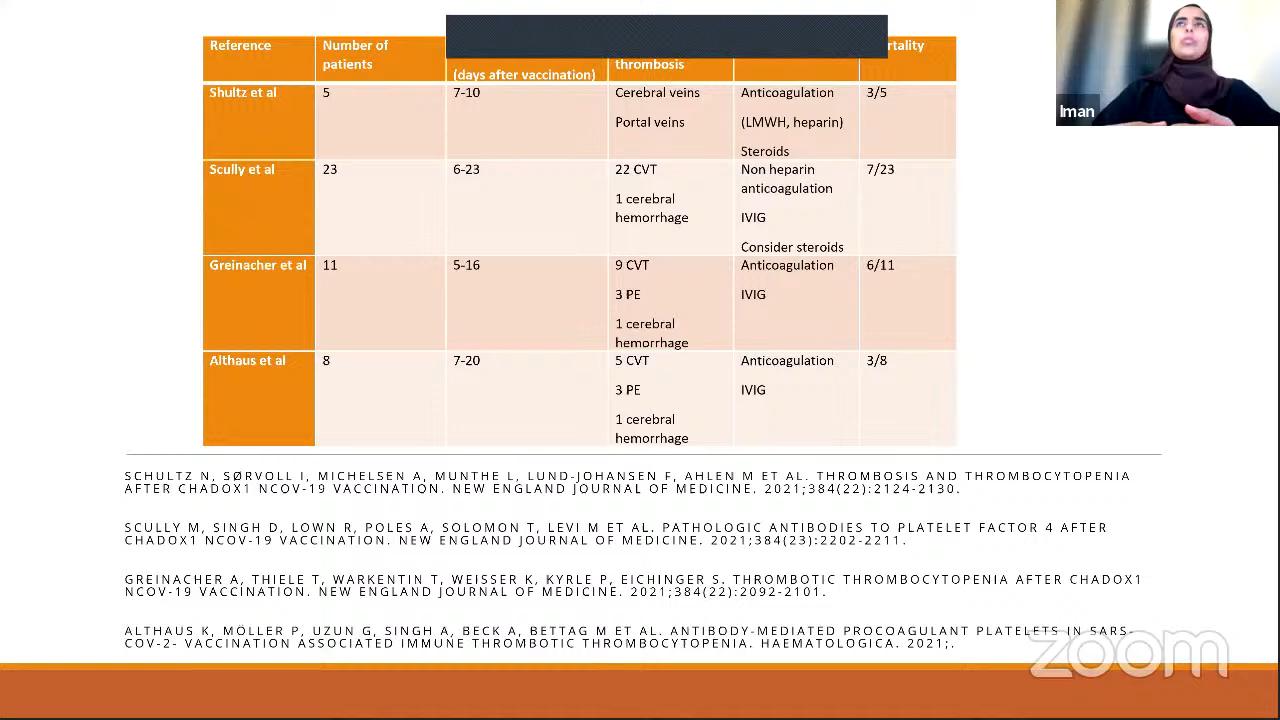 Reference Number of patients (days after vaccination) thrombosis
Shultz et al 5 7-10 Cerebral veins Portal veins Anticoagulation (LMWH, heparin) Steroids 3/5
Scully et al 23 6-23 22 CVT 1 cerebral hemorrhage Non heparin anticoagulation IVIG Consider steroids 7/23
Greinacher et al 11 5-16 9 CVT 3 PE 1 cerebral hemorrhage Anticoagulation IVIG 6/11
Althaus et al 8 7-20 5 CVT 3 PE 1 cerebral hemorrhage Anticoagulation IVIG 3/8
SCHULTZ N, SØRVOLL I, MICHELSEN A, MUNTHE L, LUND-JOHANSEN F, AHLEN M ET AL. THROMBOSIS AND THROMBOCYTOPENIA
AFTER CHADOX1 NCOV-19 VACCINATION. NEW ENGLAND JOURNAL OF MEDICINE. 2021;384(22):2124-2130.
SCULLY M, SINGH D, LOWN R, POLES A, SOLOMON T, LEVI M ET AL. PATHOLOGIC ANTIBODIES TO PLATELET FACTOR 4 AFTER
CHADOX1 NCOV-19 VACCINATION. NEW ENGLAND JOURNAL OF MEDICINE. 2021;384(23):2202-2211.
GREINACHER A, THIELE T, WARKENTIN T, WEISSER K, KYRLE P, EICHINGER S. THROMBOTIC THROMBOCYTOPENIA AFTER CHADOX1
NCOV-19 VACCINATION. NEW ENGLAND JOURNAL OF MEDICINE. 2021;384(22):2092-2101.
ALTHAUS K, MÖLLER P, UZUN G, SINGH A, BECK A, BETTAG M ET AL. ANTIBODY-MEDIATED PROCOAGULANT PLATELETS IN SARS-
COV-2- VACCINATION ASSOCIATED IMMUNE THROMBOTIC THROMBOCYTOPENIA. HAEMATOLOGICA. 2021;.
Iman
zoom